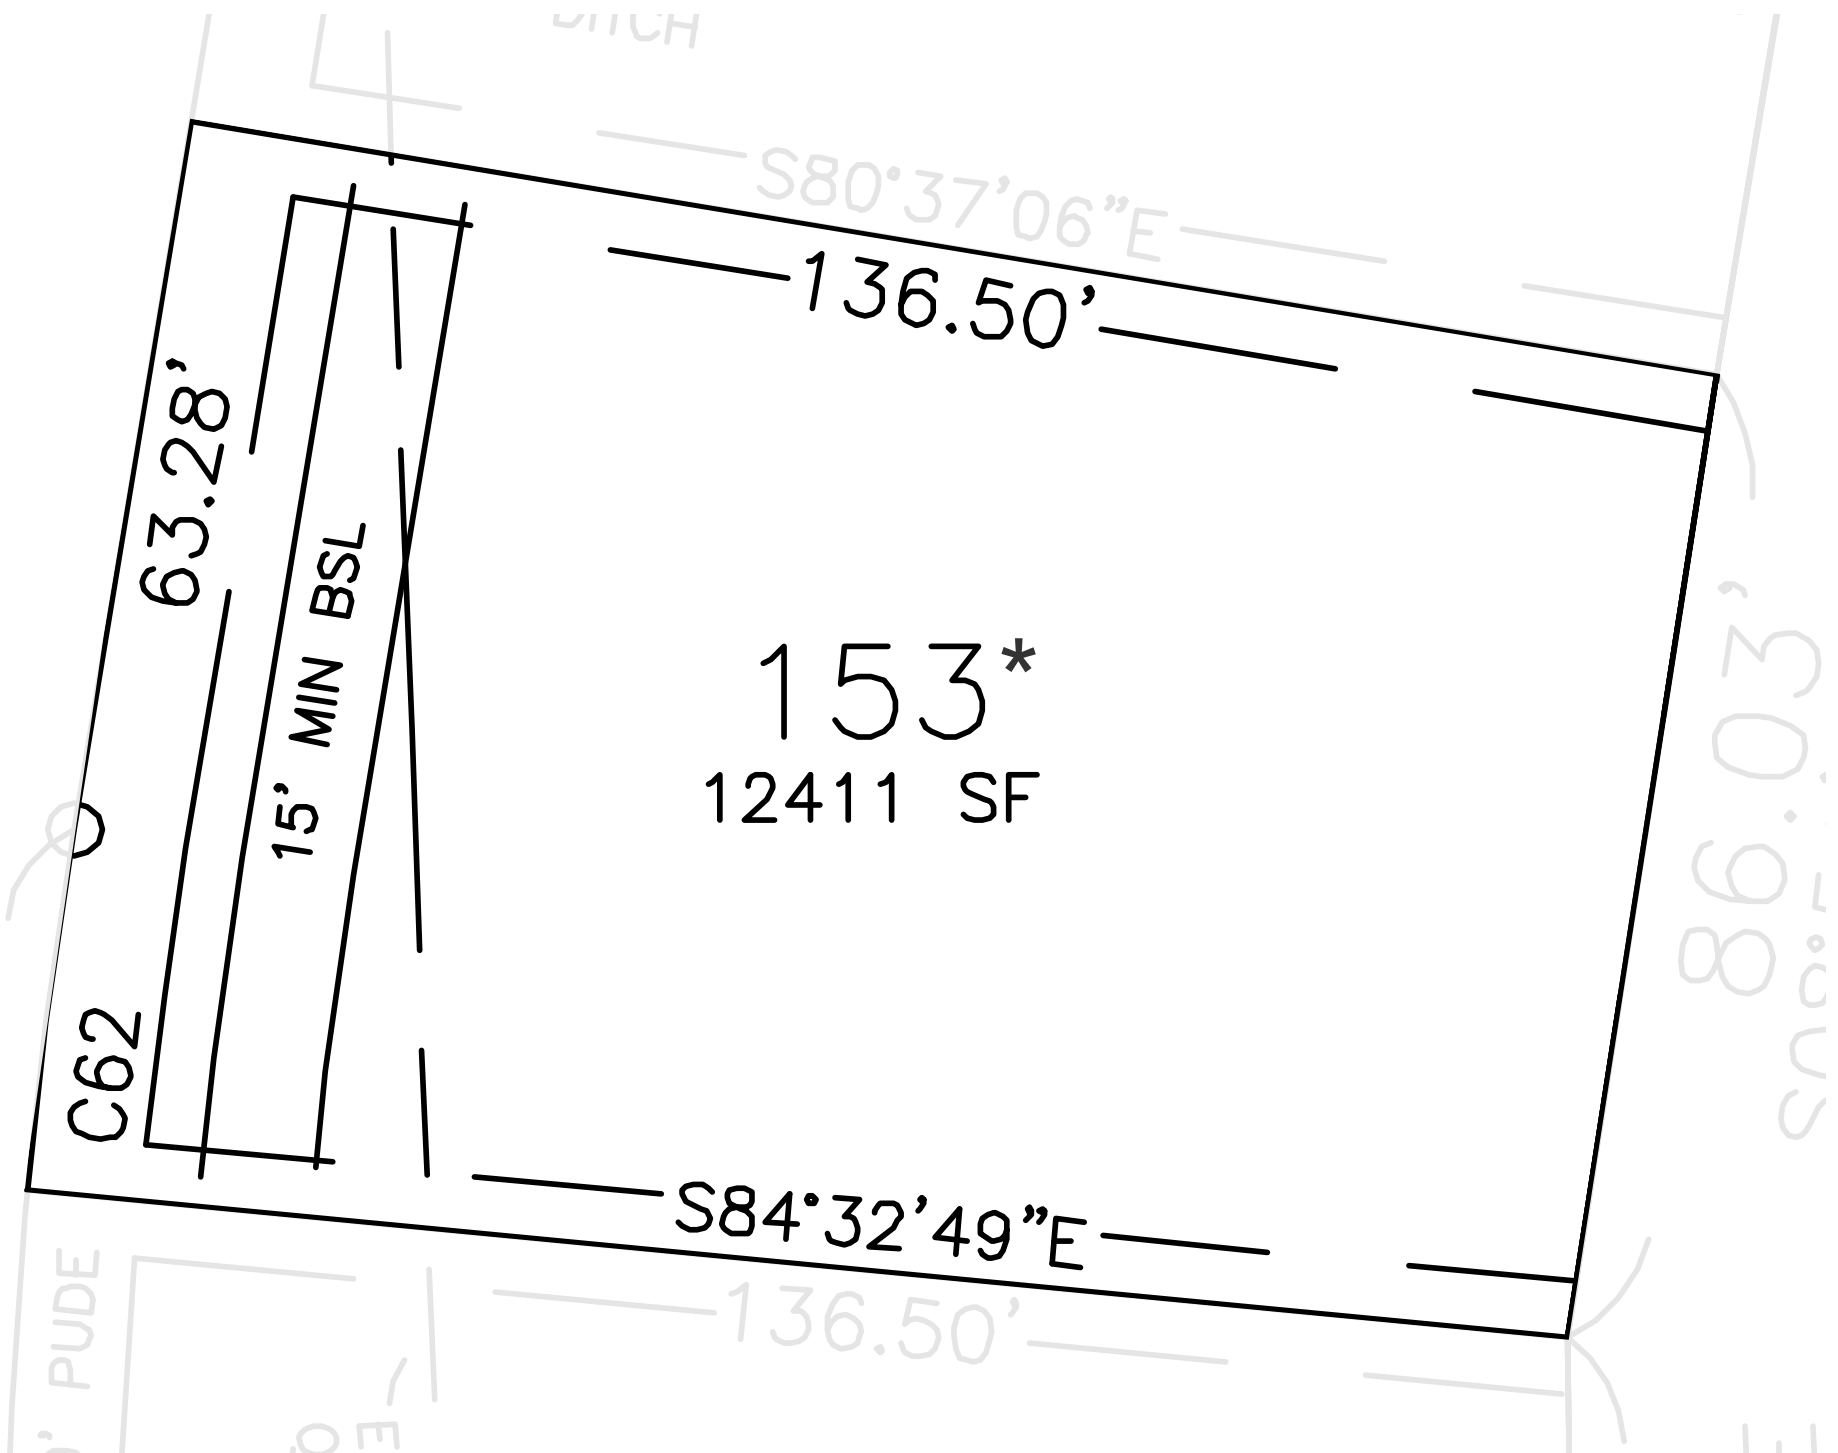 DITCH
S80°37'06"E
136.50'
63.28'
15' MIN BSL
153*
12411 SF
86.03'
C62
S84°32'49"E
136.50'
PUDE